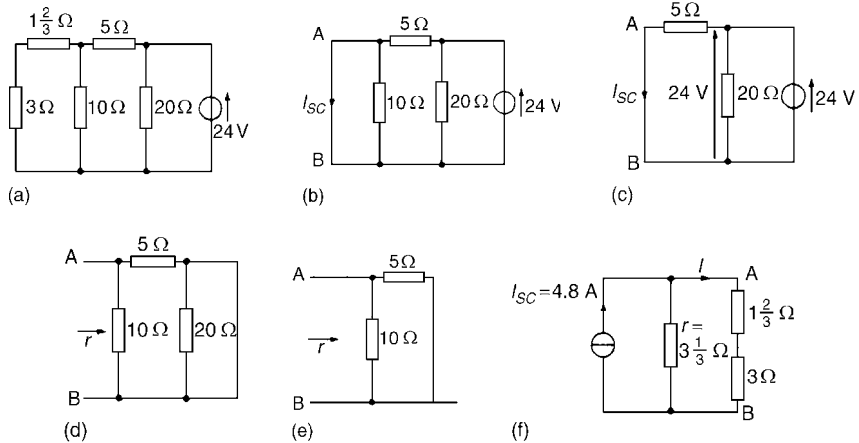 1 2/3 Ω 5 Ω
3 Ω 10 Ω 20 Ω 24 V
(a)
A 5 Ω
I_SC 10 Ω 20 Ω 24 V
B
(b)
A 5 Ω
I_SC 24 V 20 Ω 24 V
B
(c)
5 Ω
A
r 10 Ω 20 Ω
B
(d)
5 Ω
A
r 10 Ω
B
(e)
I A
I_SC = 4.8 A
1 2/3 Ω
r =
3 1/3 Ω
3 Ω
B
(f)